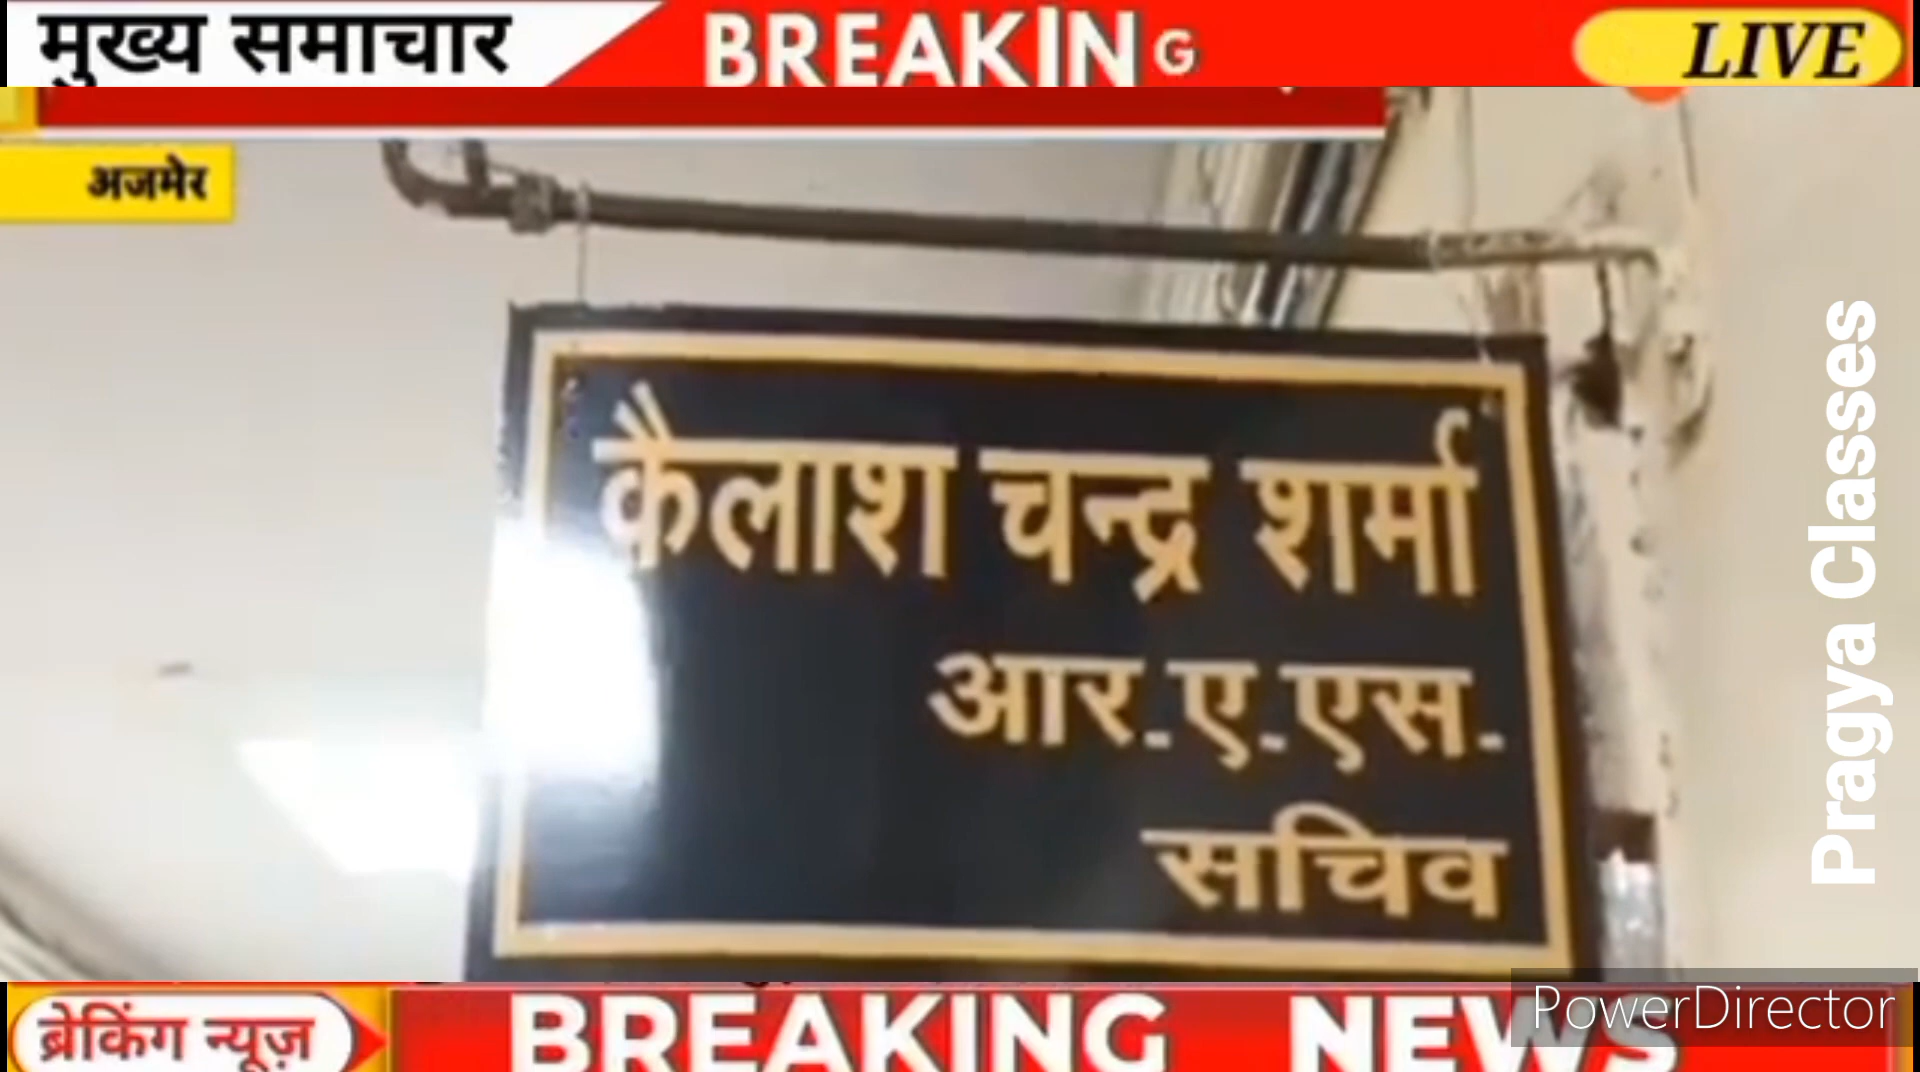 मुख्य समाचार
BREAKING
LIVE
अजमेर
कैलाश चन्द्र शर्मा
आर.ए.एस.
सचिव
Pragya Classes
ब्रेकिंग न्यूज़
BREAKING NEWS
PowerDirector